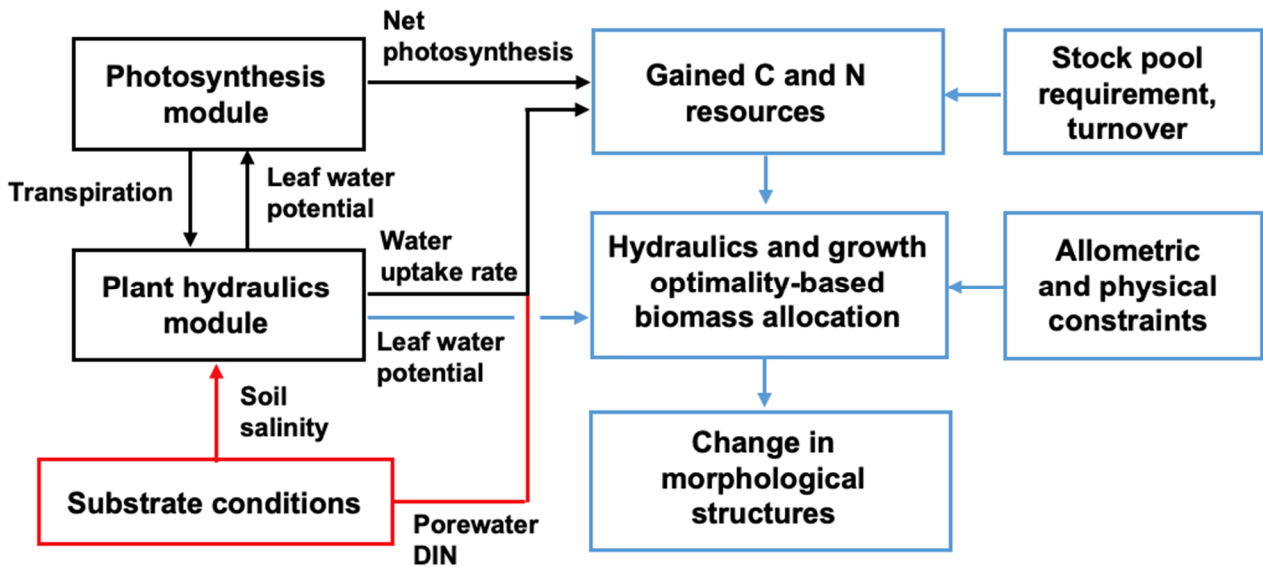 Net
photosynthesis
Photosynthesis
module
Gained C and N
resources
Stock pool
requirement,
turnover
Transpiration
Leaf water
potential
Water
uptake rate
Plant hydraulics
module
Leaf water
potential
Hydraulics and growth
optimality-based
biomass allocation
Allometric
and physical
constraints
Soil
salinity
Substrate conditions
Porewater
DIN
Change in
morphological
structures